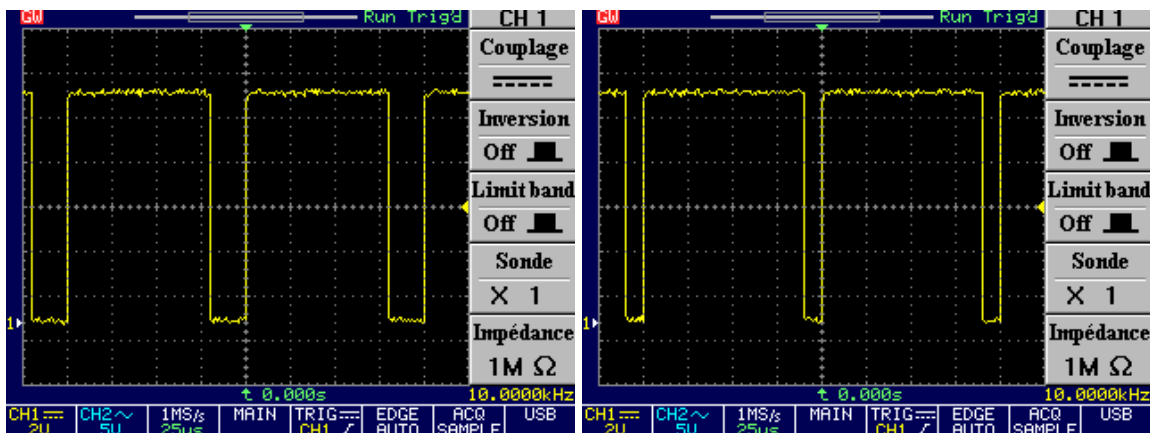 GW Run Trig'd CH 1
Couplage
Inversion
Off
Limit band
Off
Sonde
X 1
Impédance
1M Ω
1
t 0.000s 10.0000kHz
CH1 CH2~ 1MS/s MAIN TRIG EDGE ACQ USB
2V 5V 25us CH1 AUTO SAMPLE
GW Run Trig'd CH 1
Couplage
Inversion
Off
Limit band
Off
Sonde
X 1
Impédance
1M Ω
1
t 0.000s 10.0000kHz
CH1 CH2~ 1MS/s MAIN TRIG EDGE ACQ USB
2V 5V 25us CH1 AUTO SAMPLE